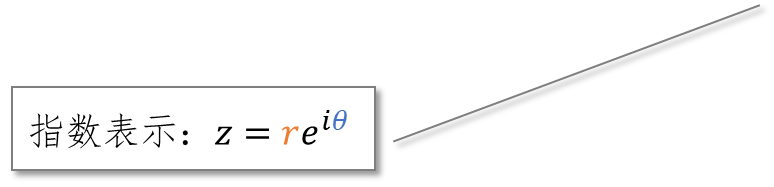 指数表示：z = re^{iθ}